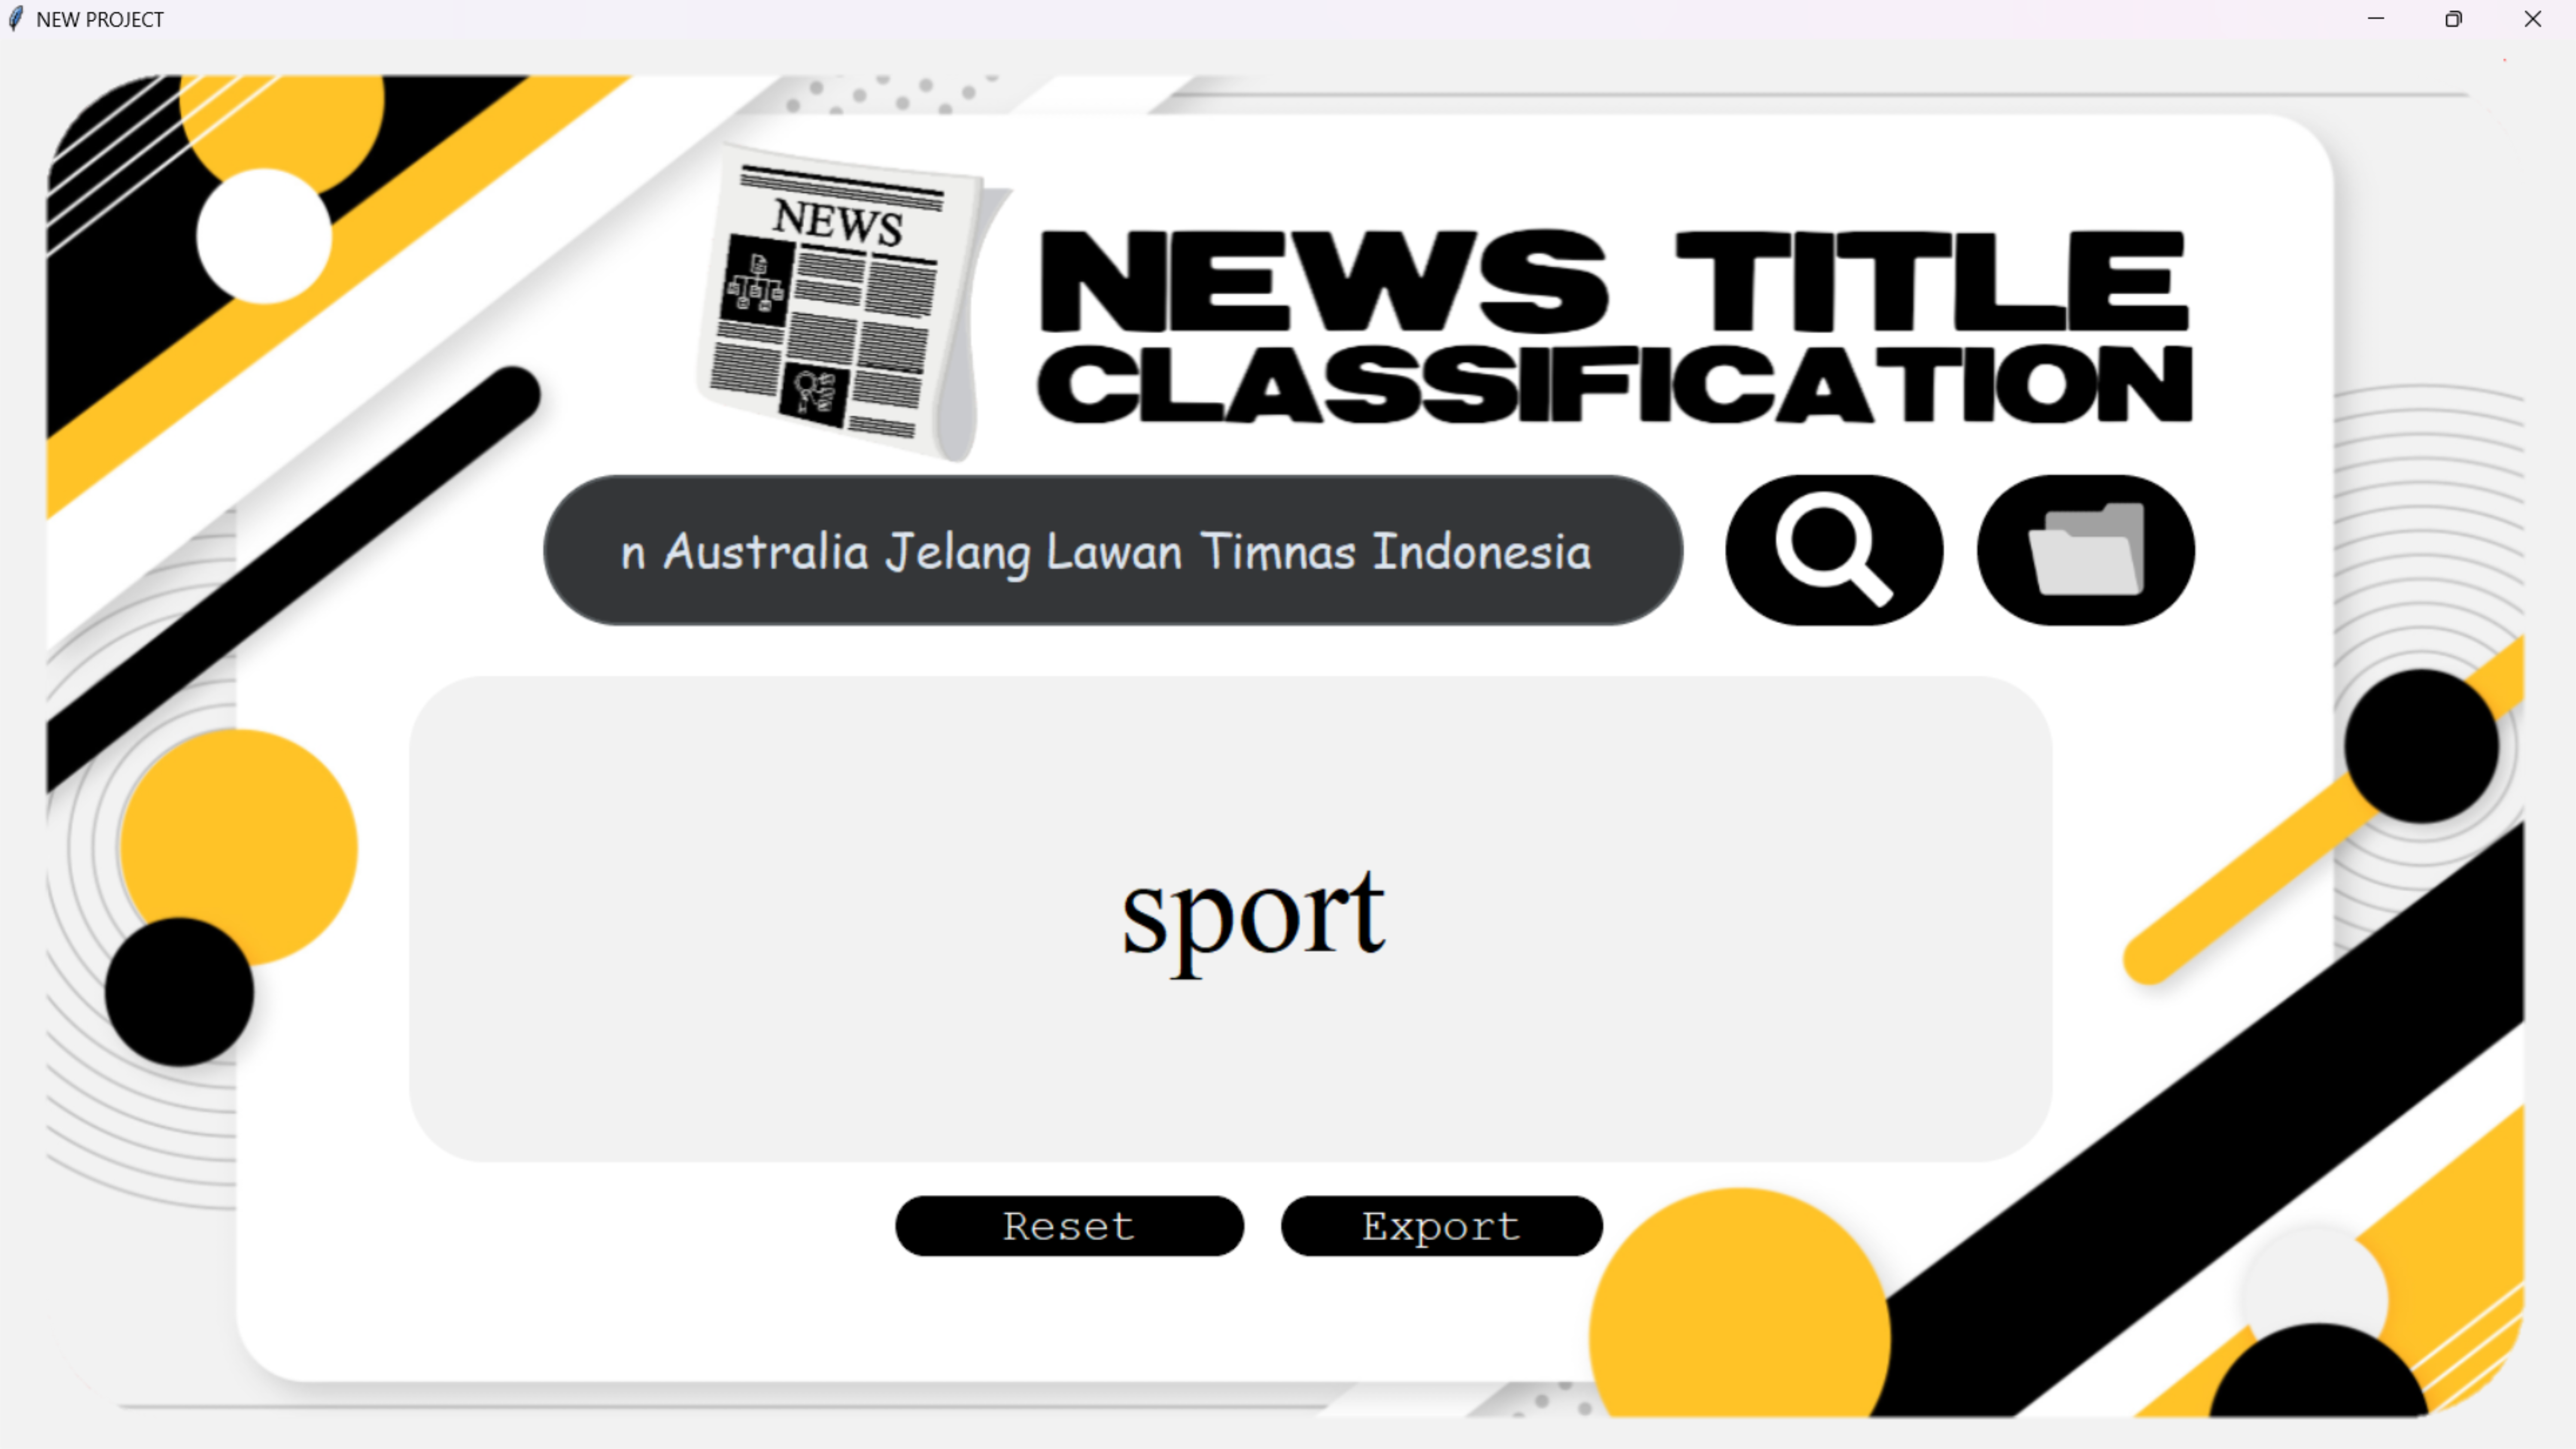 NEW PROJECT
NEWS
NEWS TITLE
CLASSIFICATION
n Australia Jelang Lawan Timnas Indonesia
sport
Reset
Export